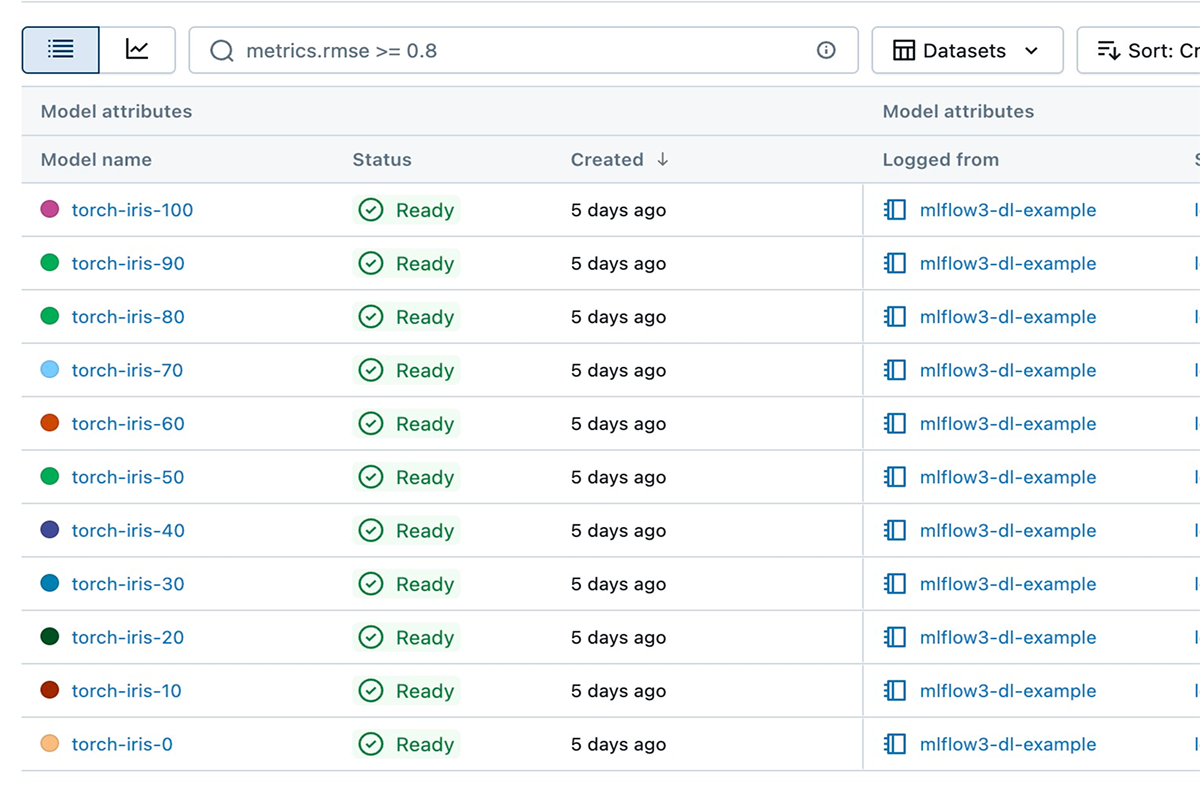 metrics.rmse >= 0.8 Datasets Sort:
Model attributes Model attributes
Model name Status Created ↓ Logged from
torch-iris-100 Ready 5 days ago mlflow3-dl-example
torch-iris-90 Ready 5 days ago mlflow3-dl-example
torch-iris-80 Ready 5 days ago mlflow3-dl-example
torch-iris-70 Ready 5 days ago mlflow3-dl-example
torch-iris-60 Ready 5 days ago mlflow3-dl-example
torch-iris-50 Ready 5 days ago mlflow3-dl-example
torch-iris-40 Ready 5 days ago mlflow3-dl-example
torch-iris-30 Ready 5 days ago mlflow3-dl-example
torch-iris-20 Ready 5 days ago mlflow3-dl-example
torch-iris-10 Ready 5 days ago mlflow3-dl-example
torch-iris-0 Ready 5 days ago mlflow3-dl-example